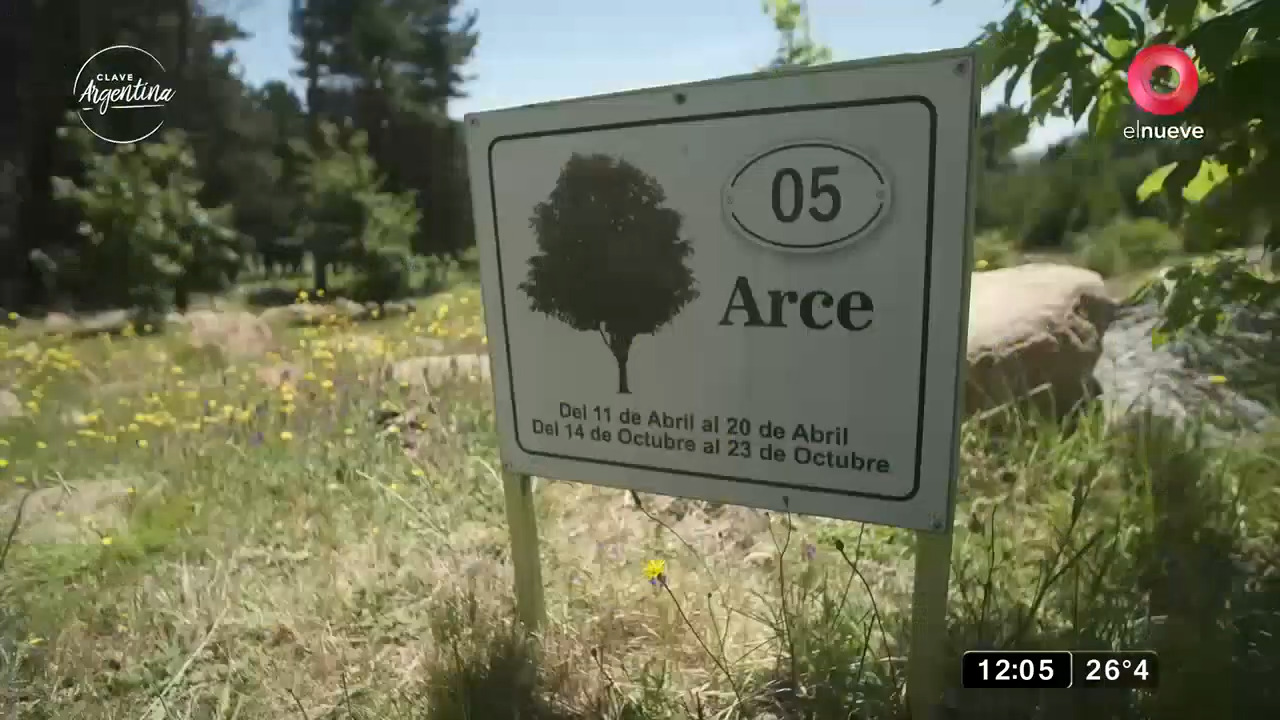 CLAVE
Argentina
elnueve
05
Arce
Del 11 de Abril al 20 de Abril
Del 14 de Octubre al 23 de Octubre
12:05 26°4